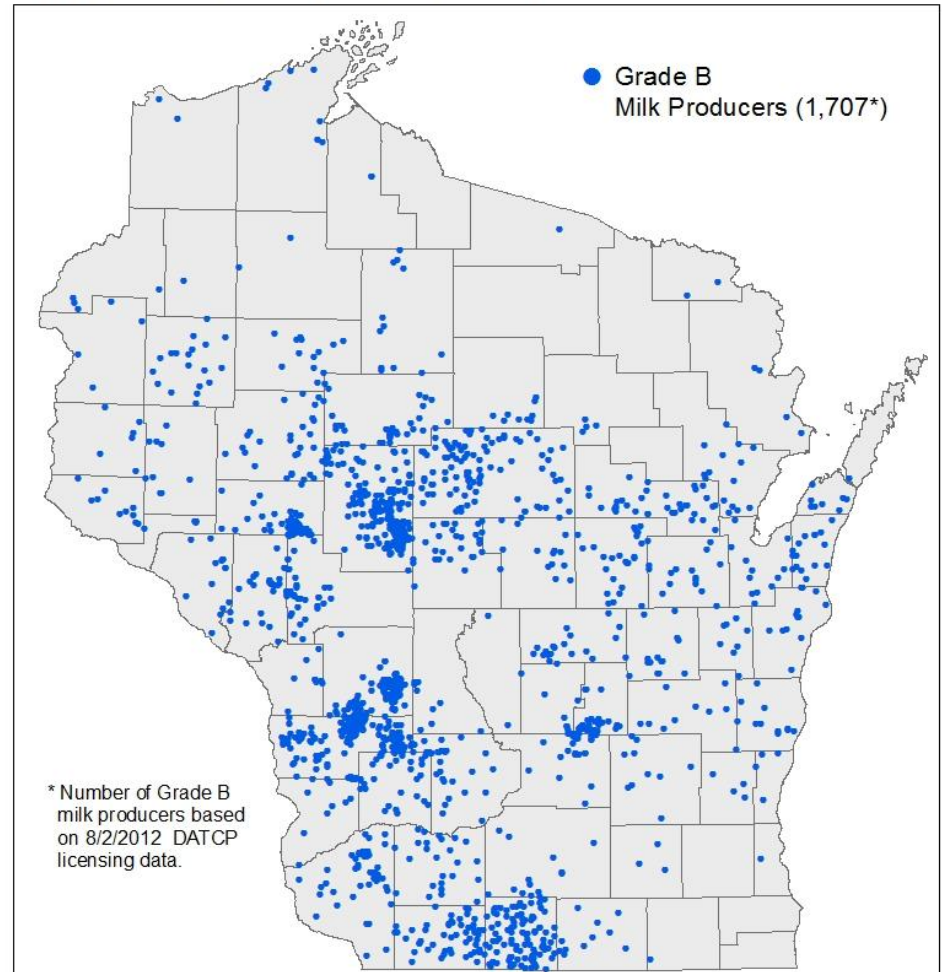 Grade B
Milk Producers (1,707*)
* Number of Grade B
milk producers based
on 8/2/2012 DATCP
licensing data.